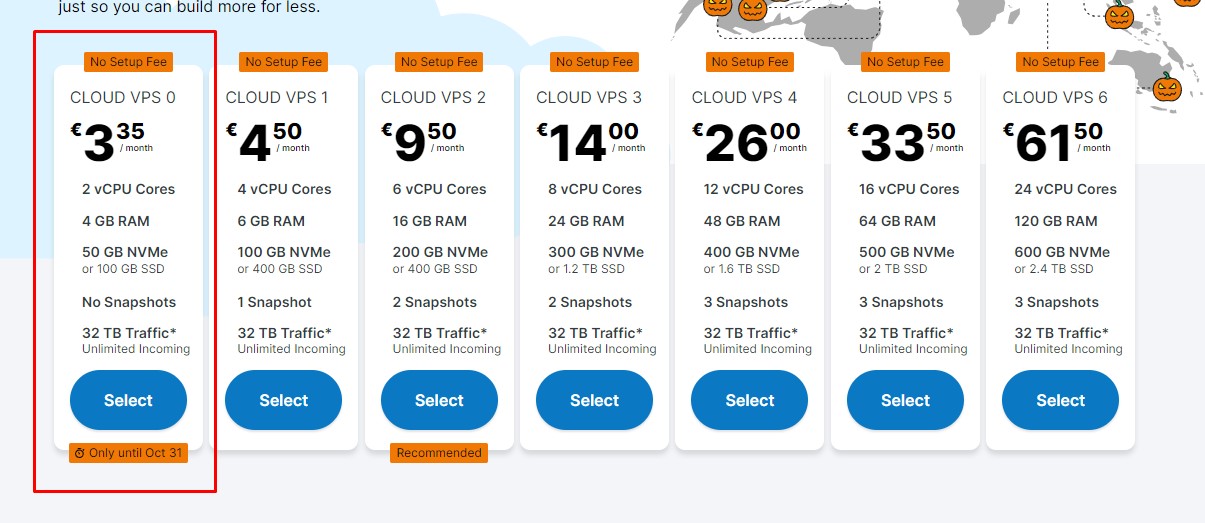 just so you can build more for less.
No Setup Fee
CLOUD VPS 0
€3 35 / month
2 vCPU Cores
4 GB RAM
50 GB NVMe
or 100 GB SSD
No Snapshots
32 TB Traffic*
Unlimited Incoming
Select
Only until Oct 31
No Setup Fee
CLOUD VPS 1
€4 50 / month
4 vCPU Cores
6 GB RAM
100 GB NVMe
or 400 GB SSD
1 Snapshot
32 TB Traffic*
Unlimited Incoming
Select
No Setup Fee
CLOUD VPS 2
€9 50 / month
6 vCPU Cores
16 GB RAM
200 GB NVMe
or 400 GB SSD
2 Snapshots
32 TB Traffic*
Unlimited Incoming
Select
Recommended
No Setup Fee
CLOUD VPS 3
€14 00 / month
8 vCPU Cores
24 GB RAM
300 GB NVMe
or 1.2 TB SSD
2 Snapshots
32 TB Traffic*
Unlimited Incoming
Select
No Setup Fee
CLOUD VPS 4
€26 00 / month
12 vCPU Cores
48 GB RAM
400 GB NVMe
or 1.6 TB SSD
3 Snapshots
32 TB Traffic*
Unlimited Incoming
Select
No Setup Fee
CLOUD VPS 5
€33 50 / month
16 vCPU Cores
64 GB RAM
500 GB NVMe
or 2 TB SSD
3 Snapshots
32 TB Traffic*
Unlimited Incoming
Select
No Setup Fee
CLOUD VPS 6
€61 50 / month
24 vCPU Cores
120 GB RAM
600 GB NVMe
or 2.4 TB SSD
3 Snapshots
32 TB Traffic*
Unlimited Incoming
Select